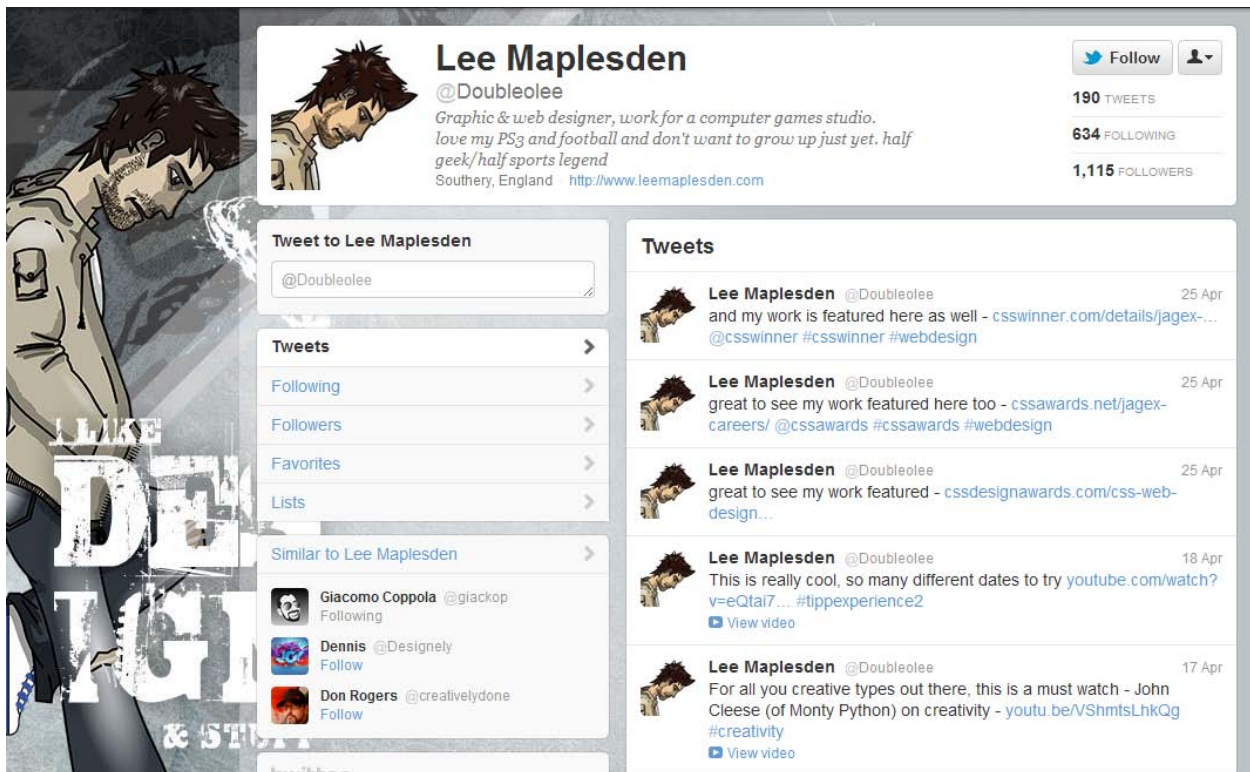 Lee Maplesden
@Doubleolee
Graphic & web designer, work for a computer games studio.
love my PS3 and football and don't want to grow up just yet. half
geek/half sports legend
Southery, England · http://www.leemaplesden.com
Follow
190 TWEETS
634 FOLLOWING
1,115 FOLLOWERS
I LIKE
DES
IGN
& STUFF
Tweet to Lee Maplesden
@Doubleolee
Tweets
Following
Followers
Favorites
Lists
Similar to Lee Maplesden
Giacomo Coppola @giackop
Following
Dennis @Designely
Follow
Don Rogers @creativelydone
Follow
Tweets
Lee Maplesden @Doubleolee 25 Apr
and my work is featured here as well - csswinner.com/details/jagex-…
@csswinner #csswinner #webdesign
Lee Maplesden @Doubleolee 25 Apr
great to see my work featured here too - cssawards.net/jagex-
careers/ @cssawards #cssawards #webdesign
Lee Maplesden @Doubleolee 25 Apr
great to see my work featured - cssdesignawards.com/css-web-
design…
Lee Maplesden @Doubleolee 18 Apr
This is really cool, so many different dates to try youtube.com/watch?
v=eQtai7… #tippexperience2
View video
Lee Maplesden @Doubleolee 17 Apr
For all you creative types out there, this is a must watch - John
Cleese (of Monty Python) on creativity - youtu.be/VShmtsLhkQg
#creativity
View video